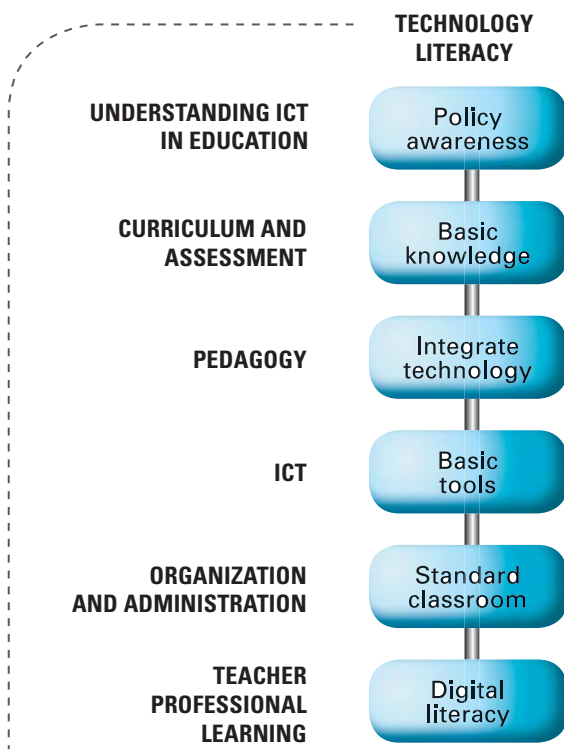 TECHNOLOGY
LITERACY
UNDERSTANDING ICT
IN EDUCATION
Policy
awareness
CURRICULUM AND
ASSESSMENT
Basic
knowledge
PEDAGOGY
Integrate
technology
ICT
Basic
tools
ORGANIZATION
AND ADMINISTRATION
Standard
classroom
TEACHER
PROFESSIONAL
LEARNING
Digital
literacy